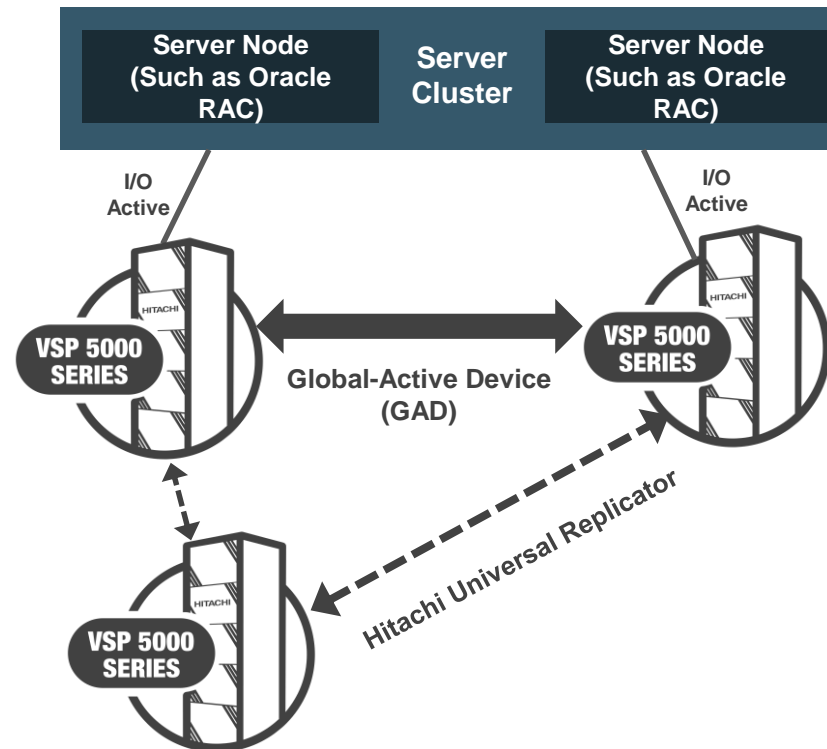 Server Node
(Such as Oracle
RAC)
Server
Cluster
Server Node
(Such as Oracle
RAC)
I/O
Active
I/O
Active
HITACHI
VSP 5000
SERIES
HITACHI
VSP 5000
SERIES
Global-Active Device
(GAD)
Hitachi Universal Replicator
HITACHI
VSP 5000
SERIES